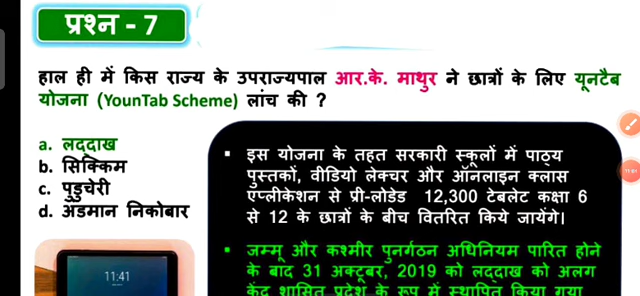 प्रश्न - 7
हाल ही में किस राज्य के उपराज्यपाल आर.के. माथुर ने छात्रों के लिए यूनटैब
योजना (YounTab Scheme) लांच की ?
a. लद्दाख
b. सिक्किम
c. पुडुचेरी
d. अंडमान निकोबार
▪ इस योजना के तहत सरकारी स्कूलों में पाठ्य
पुस्तकों, वीडियो लेक्चर और ऑनलाइन क्लास
एप्लीकेशन से प्री-लोडेड 12,300 टेबलेट कक्षा 6
से 12 के छात्रों के बीच वितरित किये जायेंगे।
▪ जम्मू और कश्मीर पुनर्गठन अधिनियम पारित होने
के बाद 31 अक्टूबर, 2019 को लद्दाख को अलग
केंद्र शासित प्रदेश के रूप में स्थापित किया गया
11:41